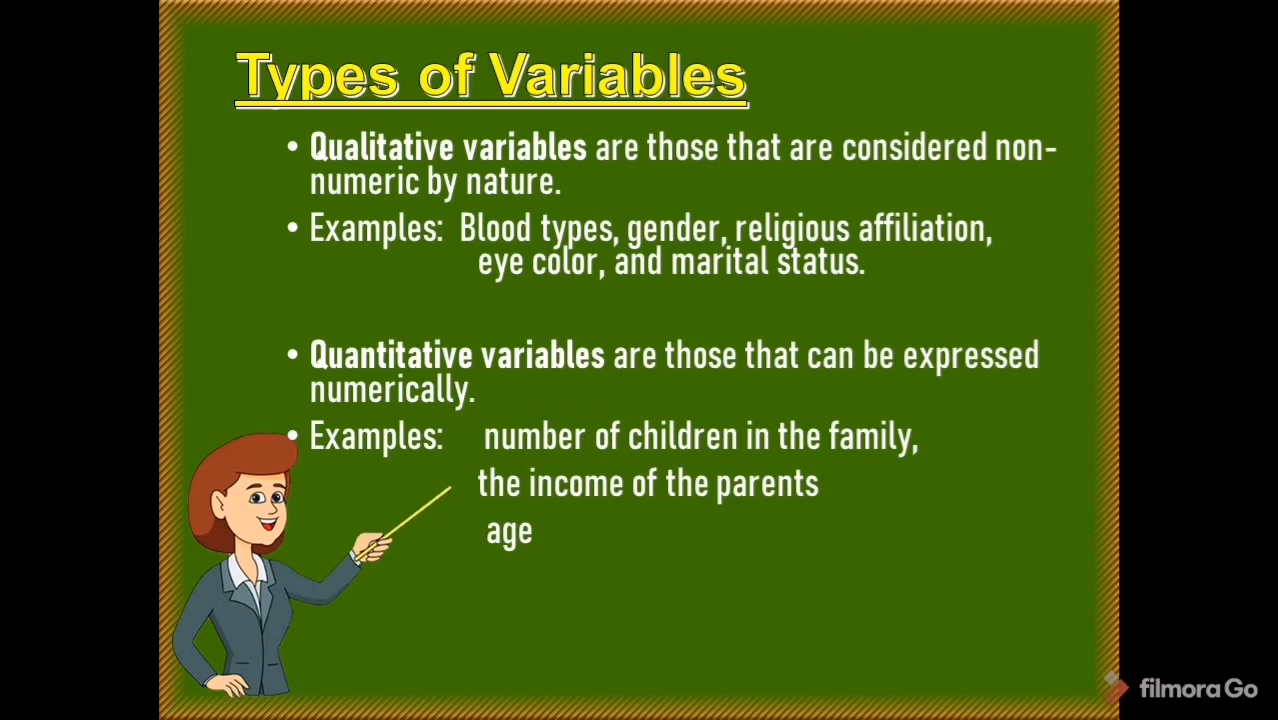 Types of Variables
• Qualitative variables are those that are considered non-
numeric by nature.
• Examples: Blood types, gender, religious affiliation,
eye color, and marital status.
• Quantitative variables are those that can be expressed
numerically.
• Examples: number of children in the family,
the income of the parents
age
filmora Go